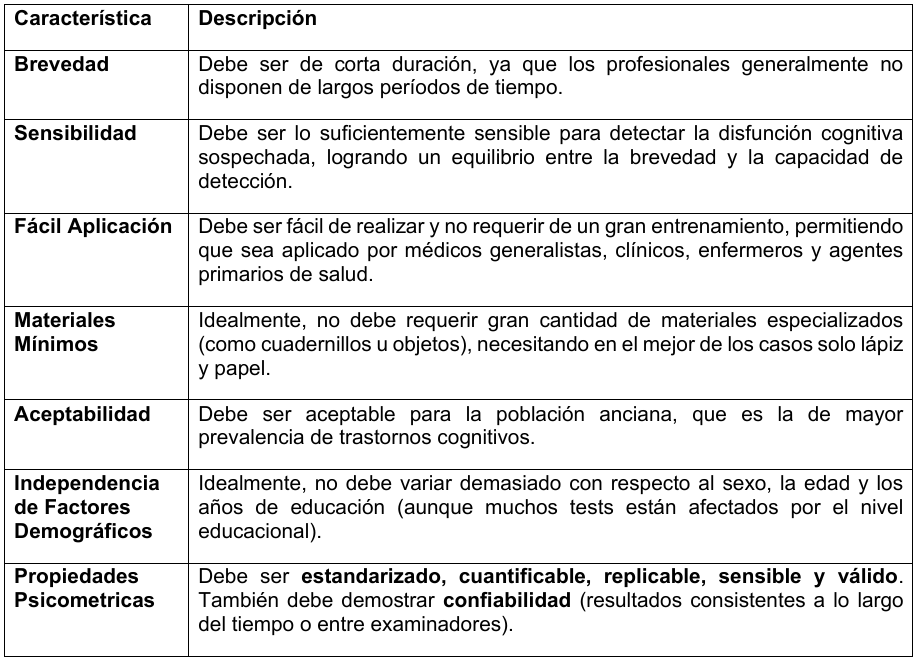 Característica
Descripción
Brevedad
Debe ser de corta duración, ya que los profesionales generalmente no
disponen de largos períodos de tiempo.
Sensibilidad
Debe ser lo suficientemente sensible para detectar la disfunción cognitiva
sospechada, logrando un equilibrio entre la brevedad y la capacidad de
detección.
Fácil Aplicación
Debe ser fácil de realizar y no requerir de un gran entrenamiento, permitiendo
que sea aplicado por médicos generalistas, clínicos, enfermeros y agentes
primarios de salud.
Materiales
Mínimos
Idealmente, no debe requerir gran cantidad de materiales especializados
(como cuadernillos u objetos), necesitando en el mejor de los casos solo lápiz
y papel.
Aceptabilidad
Debe ser aceptable para la población anciana, que es la de mayor
prevalencia de trastornos cognitivos.
Independencia
de Factores
Demográficos
Idealmente, no debe variar demasiado con respecto al sexo, la edad y los
años de educación (aunque muchos tests están afectados por el nivel
educacional).
Propiedades
Psicometricas
Debe ser estandarizado, cuantificable, replicable, sensible y válido.
También debe demostrar confiabilidad (resultados consistentes a lo largo
del tiempo o entre examinadores).